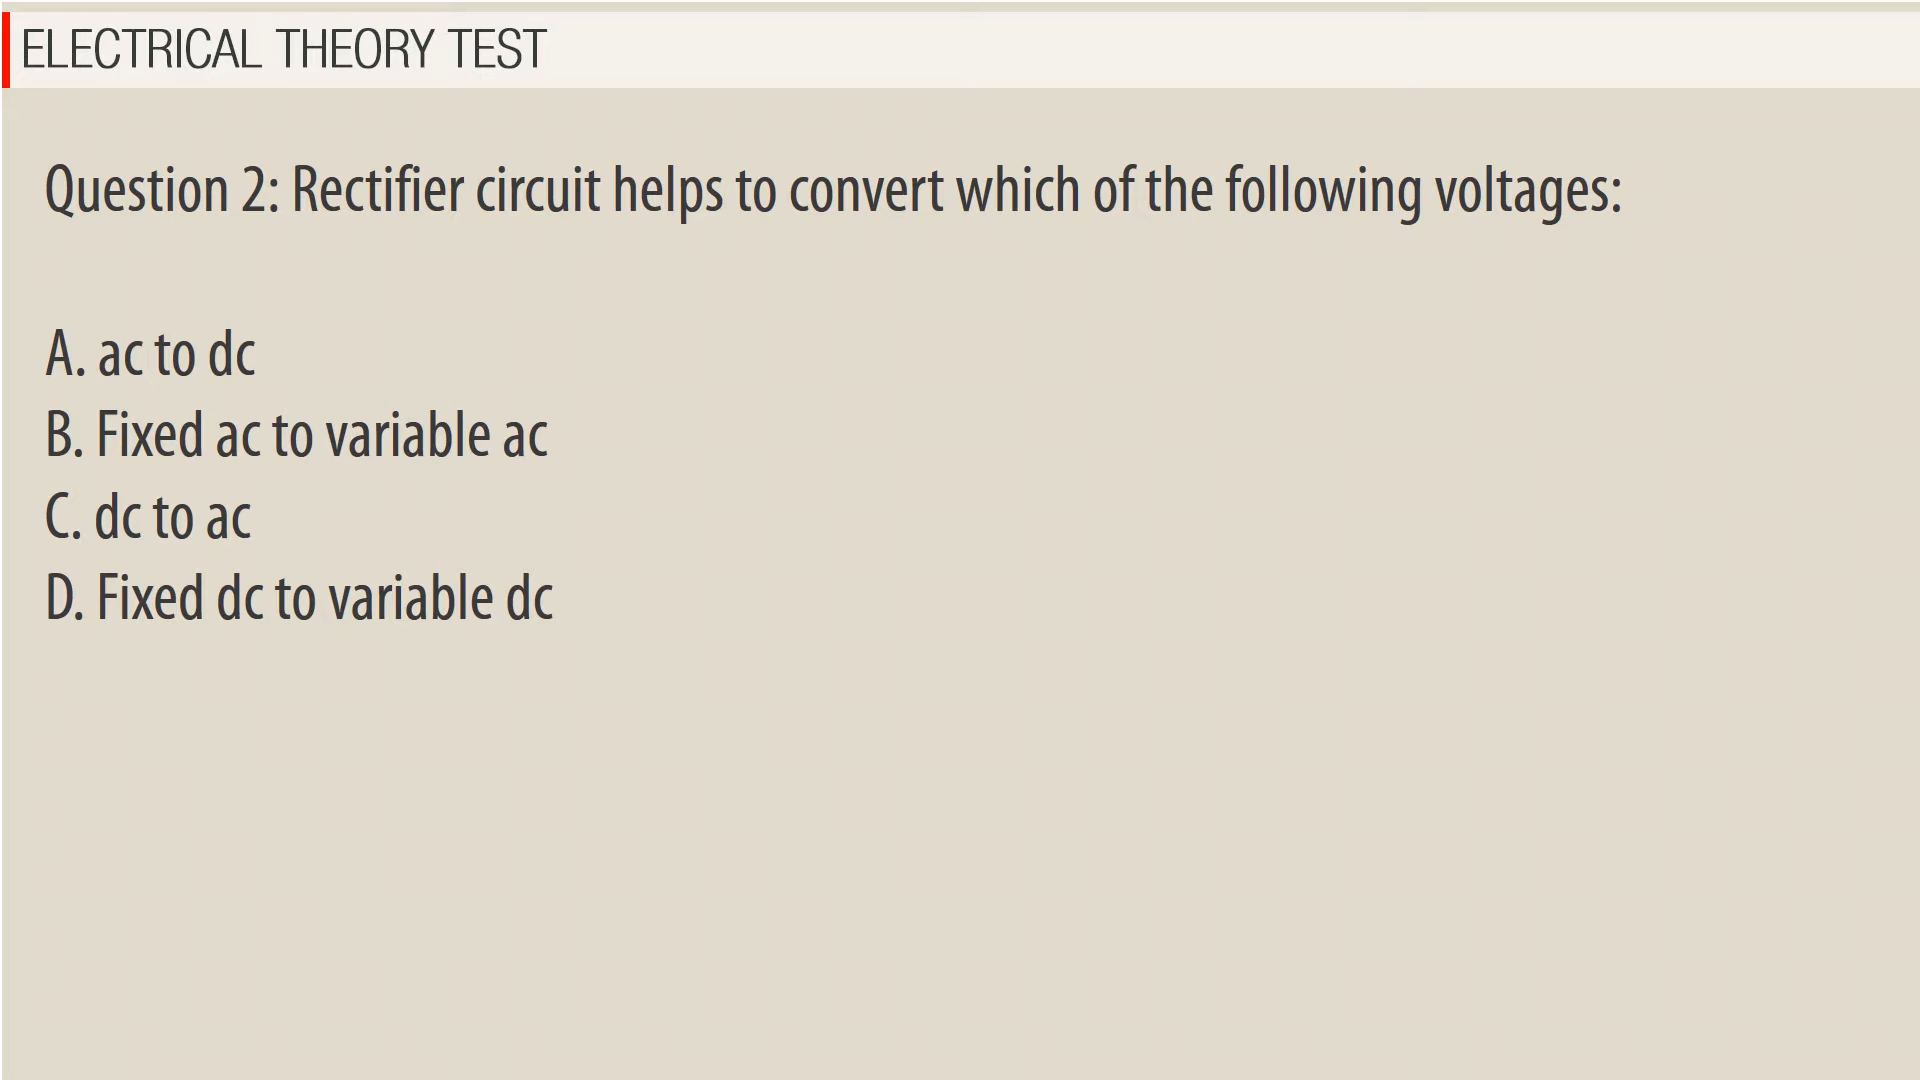 ELECTRICAL THEORY TEST
Question 2: Rectifier circuit helps to convert which of the following voltages:
A. ac to dc
B. Fixed ac to variable ac
C. dc to ac
D. Fixed dc to variable dc